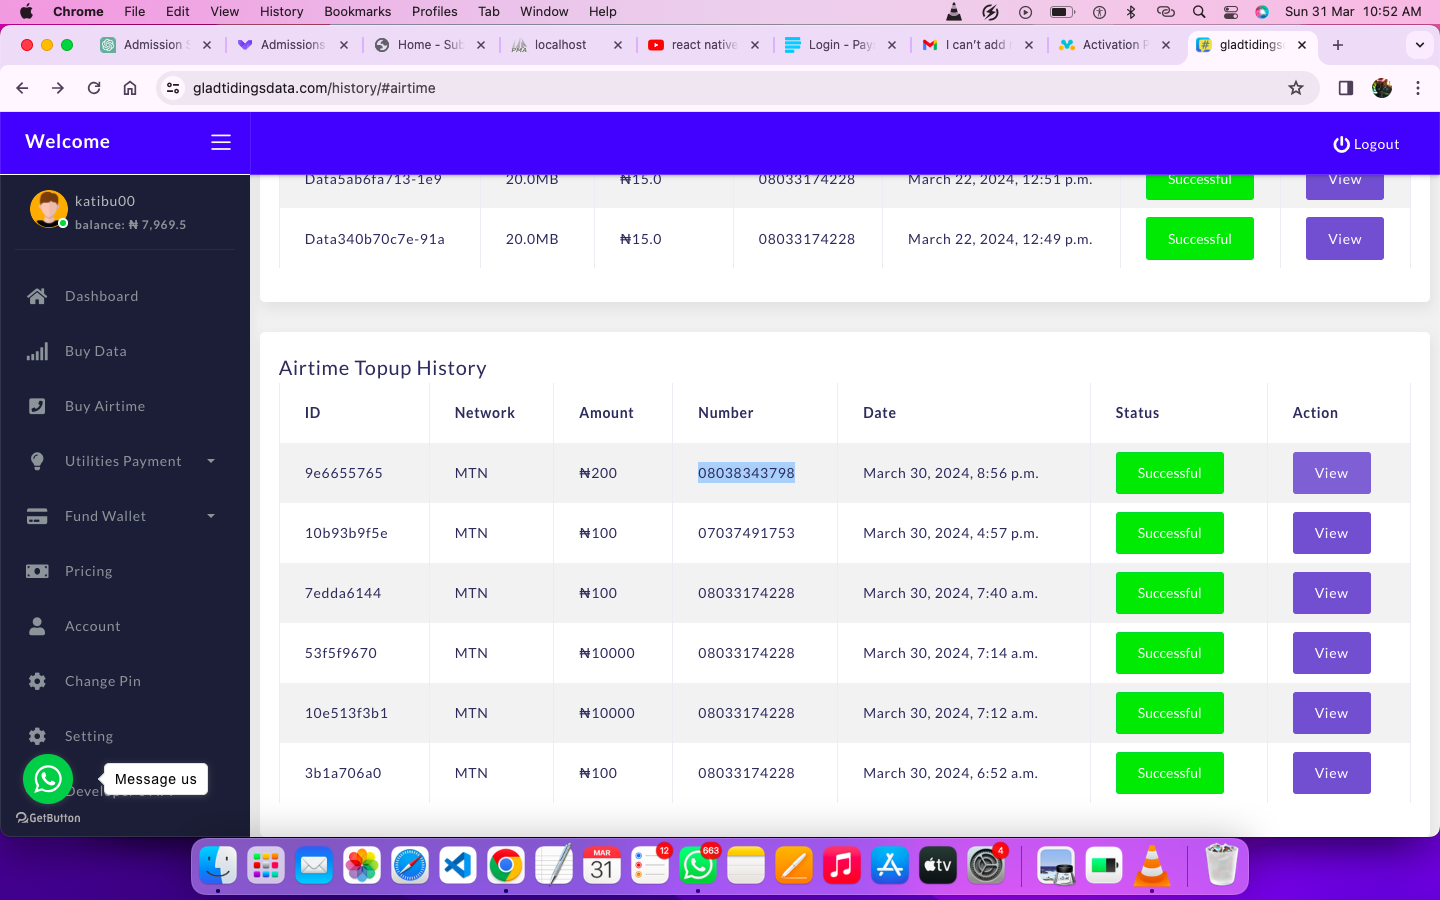 Chrome File Edit View History Bookmarks Profiles Tab Window Help Sun 31 Mar 10:52 AM
Admission Admissions Home - Sub localhost react native Login - Pay I can't add Activation P gladtidings
gladtidingsdata.com/history/#airtime
Welcome
Logout
katibu00
balance: ₦ 7,969.5
Dashboard
Buy Data
Buy Airtime
Utilities Payment
Fund Wallet
Pricing
Account
Change Pin
Setting
Message us
GetButton
Data5ab6fa713-1e9 20.0MB ₦15.0 08033174228 March 22, 2024, 12:51 p.m. Successful View
Data340b70c7e-91a 20.0MB ₦15.0 08033174228 March 22, 2024, 12:49 p.m. Successful View
Airtime Topup History
ID Network Amount Number Date Status Action
9e6655765 MTN ₦200 08038343798 March 30, 2024, 8:56 p.m. Successful View
10b93b9f5e MTN ₦100 07037491753 March 30, 2024, 4:57 p.m. Successful View
7edda6144 MTN ₦100 08033174228 March 30, 2024, 7:40 a.m. Successful View
53f5f9670 MTN ₦10000 08033174228 March 30, 2024, 7:14 a.m. Successful View
10e513f3b1 MTN ₦10000 08033174228 March 30, 2024, 7:12 a.m. Successful View
3b1a706a0 MTN ₦100 08033174228 March 30, 2024, 6:52 a.m. Successful View
MAR
31
12
663
tv
4